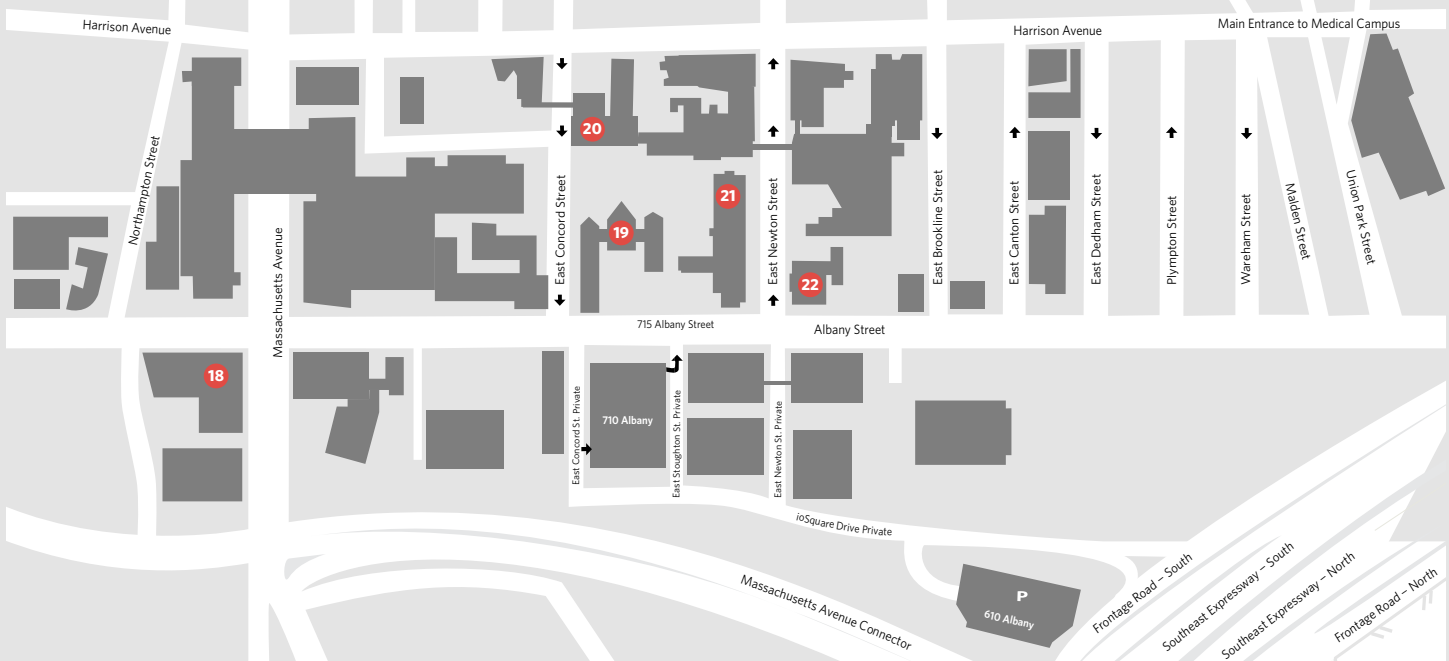 Harrison Avenue
Harrison Avenue
Main Entrance to Medical Campus
Northampton Street
Massachusetts Avenue
East Concord Street
East Newton Street
East Brookline Street
East Canton Street
East Dedham Street
Plympton Street
Wareham Street
Malden Street
Union Park Street
20
21
19
22
715 Albany Street
Albany Street
18
710 Albany
East Concord St. Private
East Stoughton St. Private
East Newton St. Private
ioSquare Drive Private
Massachusetts Avenue Connector
P
610 Albany
Frontage Road – South
Southeast Expressway – South
Southeast Expressway – North
Frontage Road – North